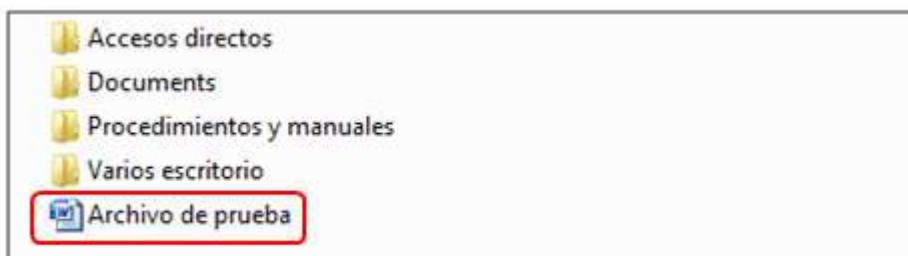 Accesos directos
Documents
Procedimientos y manuales
Varios escritorio
Archivo de prueba